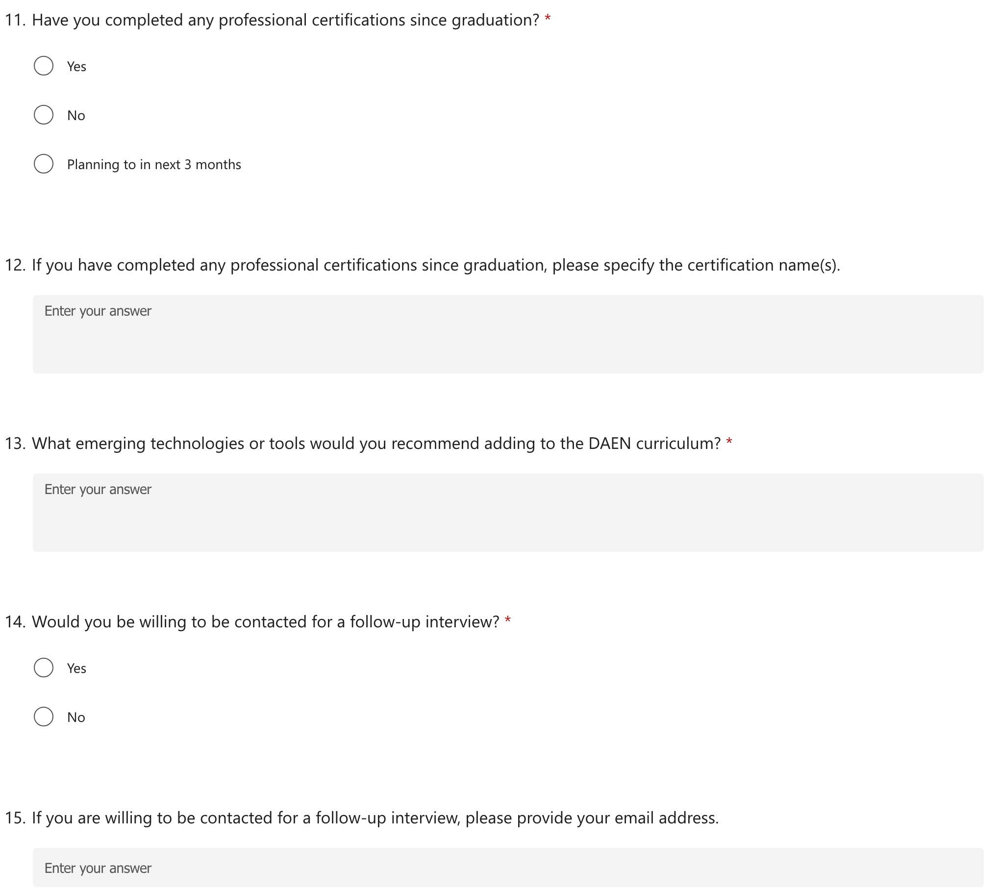 11. Have you completed any professional certifications since graduation? *
Yes
No
Planning to in next 3 months
12. If you have completed any professional certifications since graduation, please specify the certification name(s).
Enter your answer
13. What emerging technologies or tools would you recommend adding to the DAEN curriculum? *
Enter your answer
14. Would you be willing to be contacted for a follow-up interview? *
Yes
No
15. If you are willing to be contacted for a follow-up interview, please provide your email address.
Enter your answer